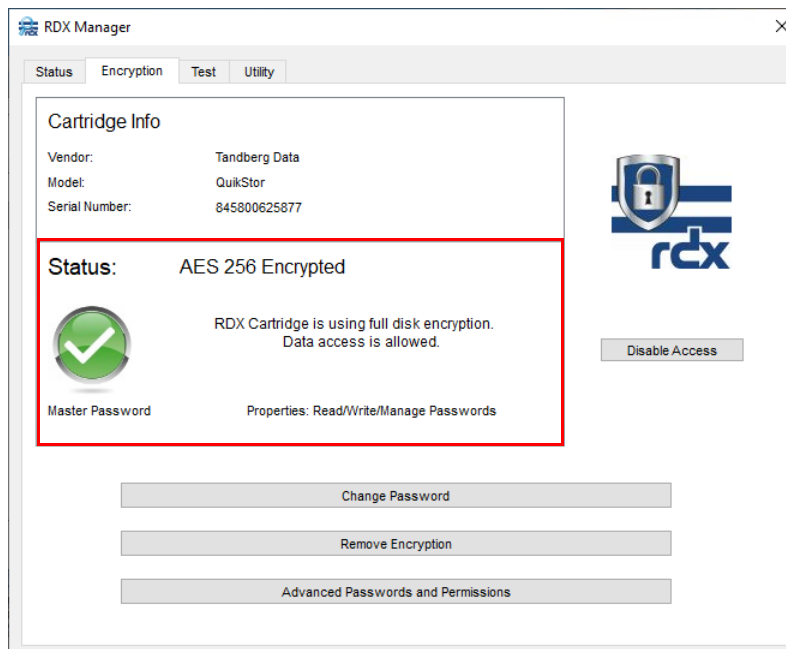 RDX Manager
Status Encryption Test Utility
Cartridge Info
Vendor: Tandberg Data
Model: QuikStor
Serial Number: 845800625877
Status: AES 256 Encrypted
RDX Cartridge is using full disk encryption.
Data access is allowed.
Master Password Properties: Read/Write/Manage Passwords
rdx
Disable Access
Change Password
Remove Encryption
Advanced Passwords and Permissions